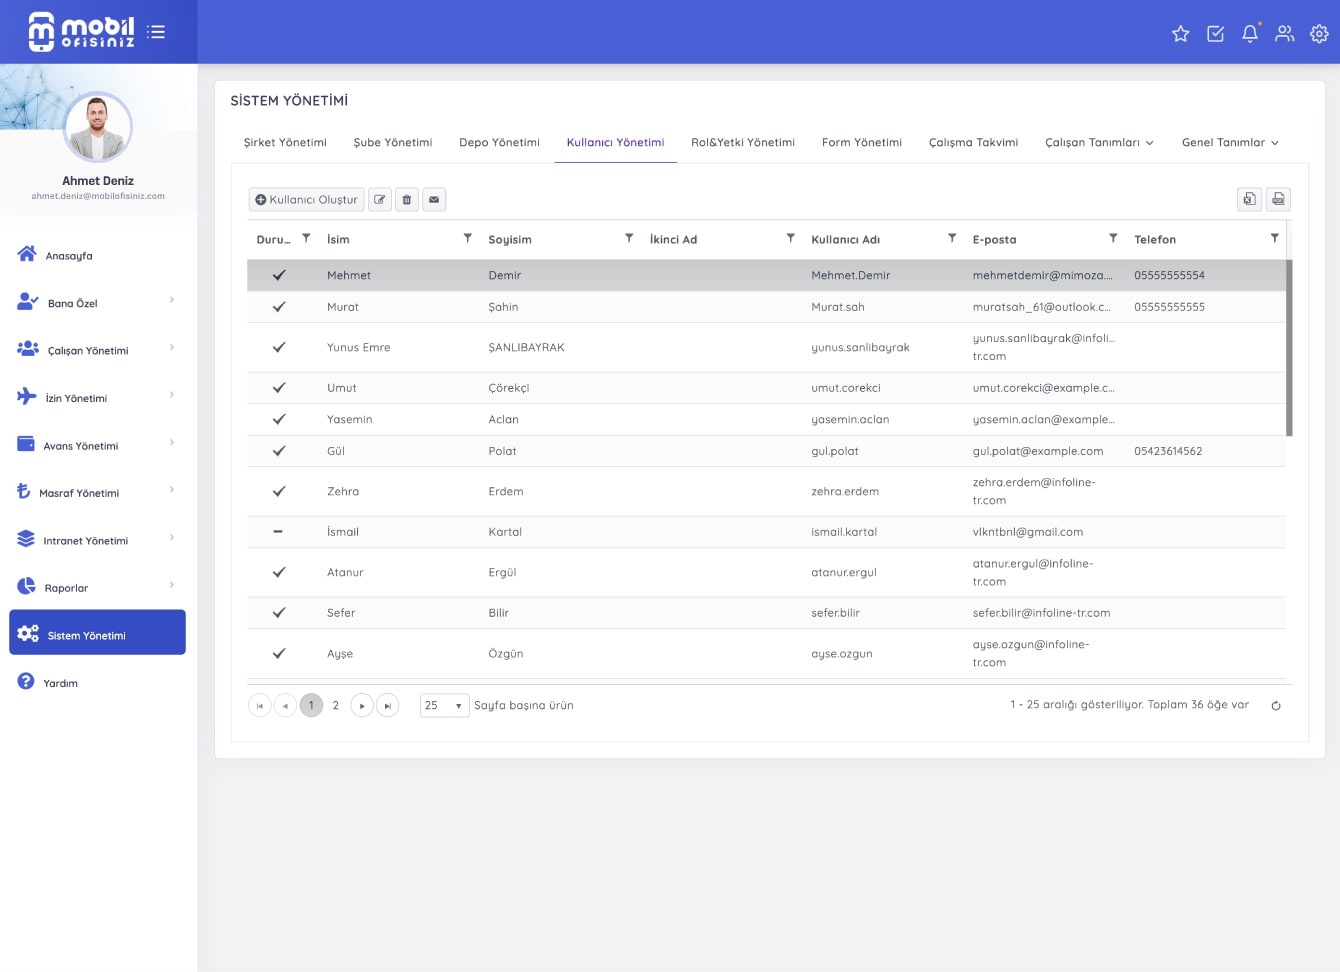 mobil
ofisiniz
Ahmet Deniz
ahmet.deniz@mobilofisiniz.com
Anasayfa
Bana Özel
Çalışan Yönetimi
İzin Yönetimi
Avans Yönetimi
Masraf Yönetimi
Intranet Yönetimi
Raporlar
Sistem Yönetimi
Yardım
SİSTEM YÖNETİMİ
Şirket Yönetimi Şube Yönetimi Depo Yönetimi Kullanıcı Yönetimi Rol&Yetki Yönetimi Form Yönetimi Çalışma Takvimi Çalışan Tanımları Genel Tanımlar
Kullanıcı Oluştur
Duru... İsim Soyisim İkinci Ad Kullanıcı Adı E-posta Telefon
Mehmet Demir Mehmet.Demir mehmetdemir@mimoza.... 05555555554
Murat Şahin Murat.sah muratsah_61@outlook.c... 05555555555
Yunus Emre ŞANLIBAYRAK yunus.sanlibayrak yunus.sanlibayrak@infoli...
tr.com
Umut Çörekçi umut.corekci umut.corekci@example.c...
Yasemin Aclan yasemin.aclan yasemin.aclan@example...
Gül Polat gul.polat gul.polat@example.com 05423614562
Zehra Erdem zehra.erdem zehra.erdem@infoline-
tr.com
İsmail Kartal ismail.kartal vlkntbnl@gmail.com
Atanur Ergül atanur.ergul atanur.ergul@infoline-
tr.com
Sefer Bilir sefer.bilir sefer.bilir@infoline-tr.com
Ayşe Özgün ayse.ozgun ayse.ozgun@infoline-
tr.com
1 2 25 Sayfa başına ürün 1 - 25 aralığı gösteriliyor. Toplam 36 öğe var